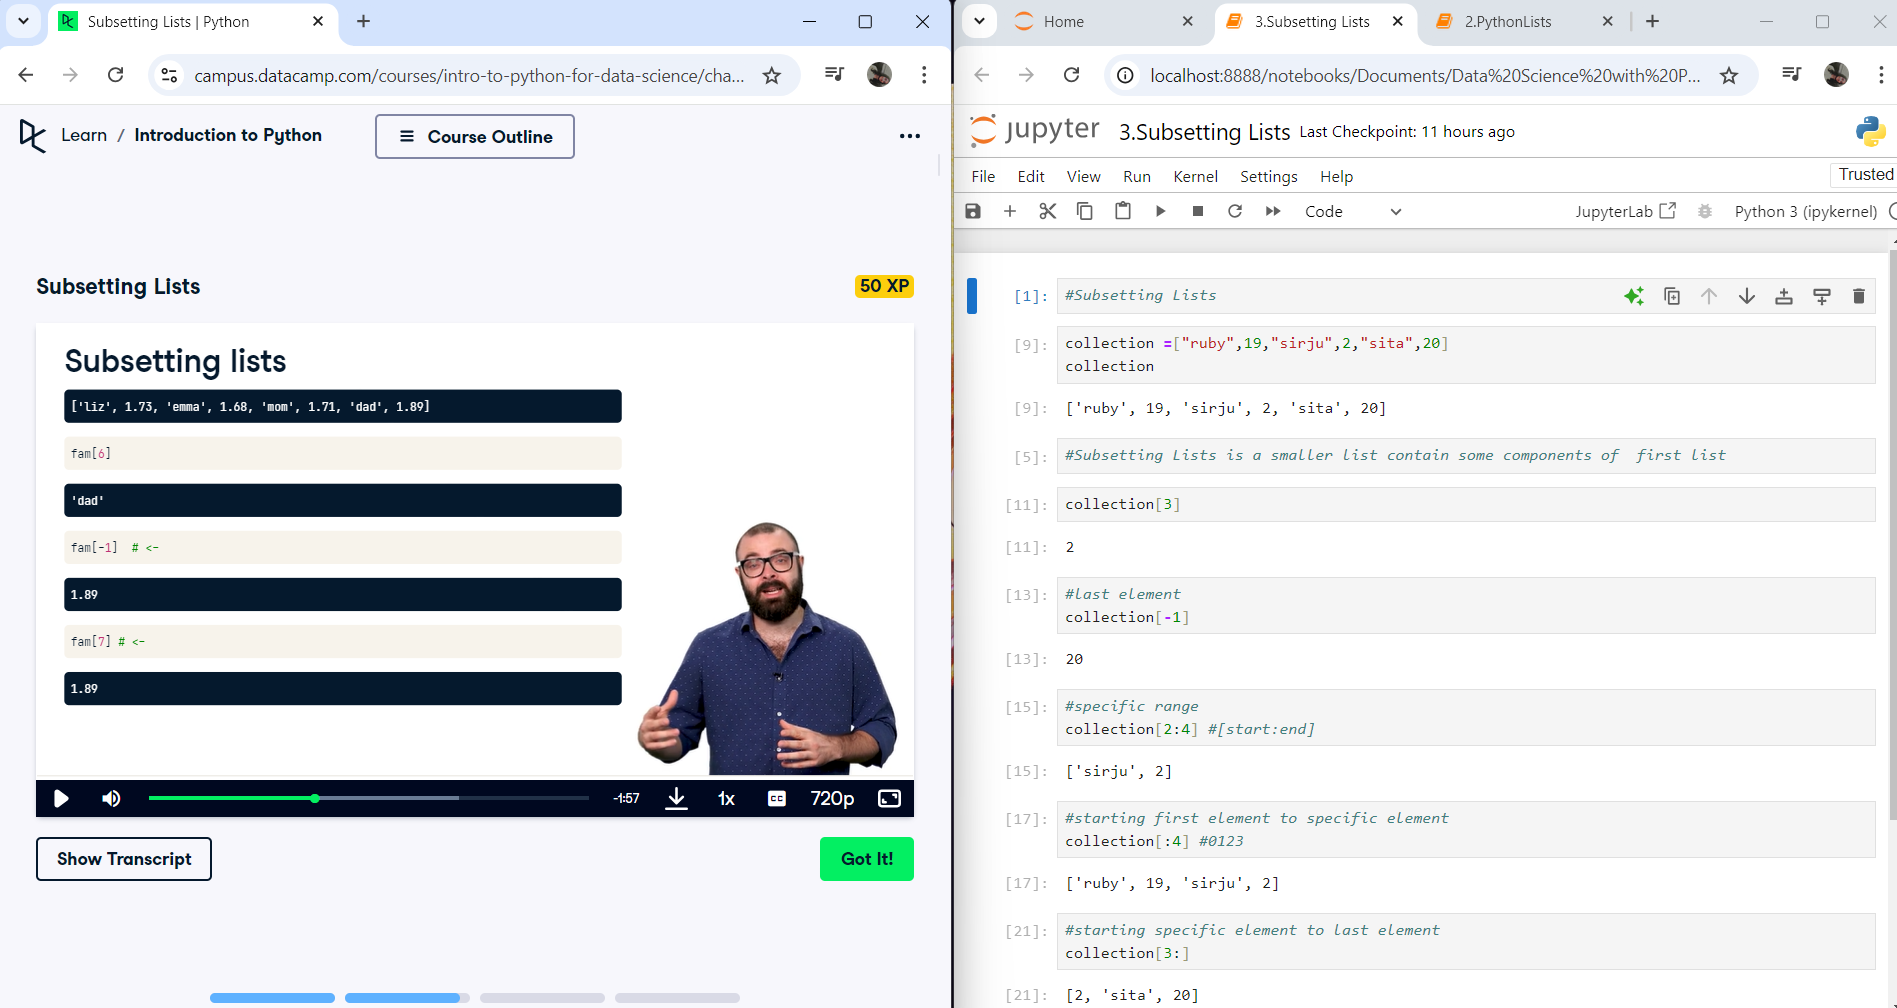 Subsetting Lists | Python
campus.datacamp.com/courses/intro-to-python-for-data-science/cha...
Learn / Introduction to Python
Course Outline
Subsetting Lists
50 XP
Subsetting lists
['liz', 1.73, 'emma', 1.68, 'mom', 1.71, 'dad', 1.89]
fam[6]
'dad'
fam[-1]  # <-
1.89
fam[7] # <-
1.89
-1:57
1x
CC
720p
Show Transcript
Got It!
Home
3.Subsetting Lists
2.PythonLists
localhost:8888/notebooks/Documents/Data%20Science%20with%20P...
jupyter 3.Subsetting Lists Last Checkpoint: 11 hours ago
File Edit View Run Kernel Settings Help
Trusted
Code
JupyterLab
Python 3 (ipykernel)
[1]: #Subsetting Lists
[9]: collection =["ruby",19,"sirju",2,"sita",20]
collection
[9]: ['ruby', 19, 'sirju', 2, 'sita', 20]
[5]: #Subsetting Lists is a smaller list contain some components of  first list
[11]: collection[3]
[11]: 2
[13]: #last element
collection[-1]
[13]: 20
[15]: #specific range
collection[2:4] #[start:end]
[15]: ['sirju', 2]
[17]: #starting first element to specific element
collection[:4] #0123
[17]: ['ruby', 19, 'sirju', 2]
[21]: #starting specific element to last element
collection[3:]
[21]: [2, 'sita', 20]